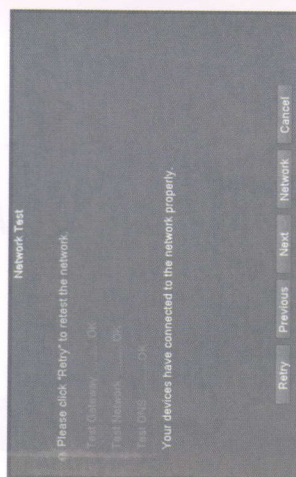 Network Test
Please click "Retry" to retest the network.
Test Gateway ........ OK
Test Network ........ OK
Test DNS ........ OK
Your devices have connected to the network properly.
Retry Previous Next Network Cancel